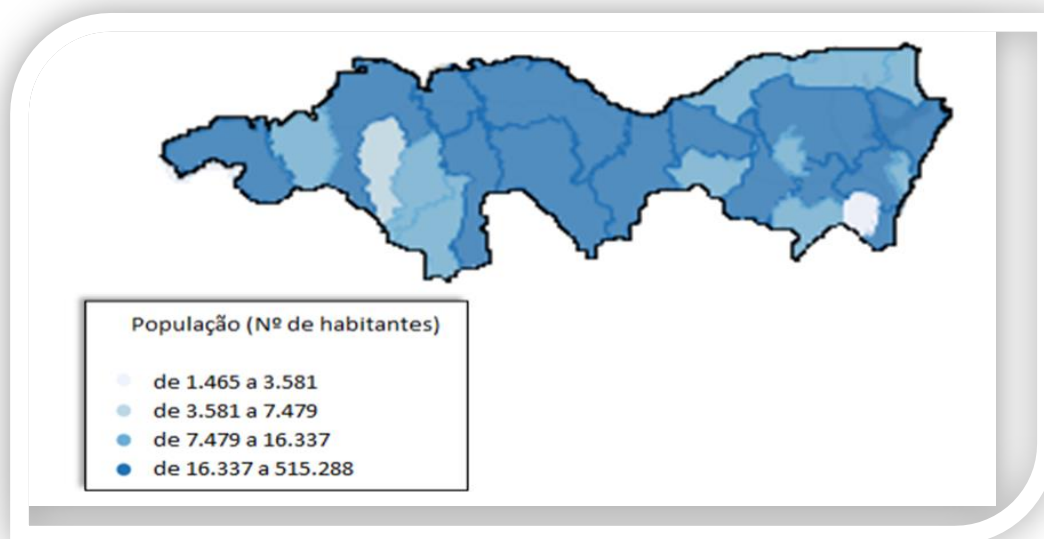 População (Nº de habitantes)
de 1.465 a 3.581
de 3.581 a 7.479
de 7.479 a 16.337
de 16.337 a 515.288